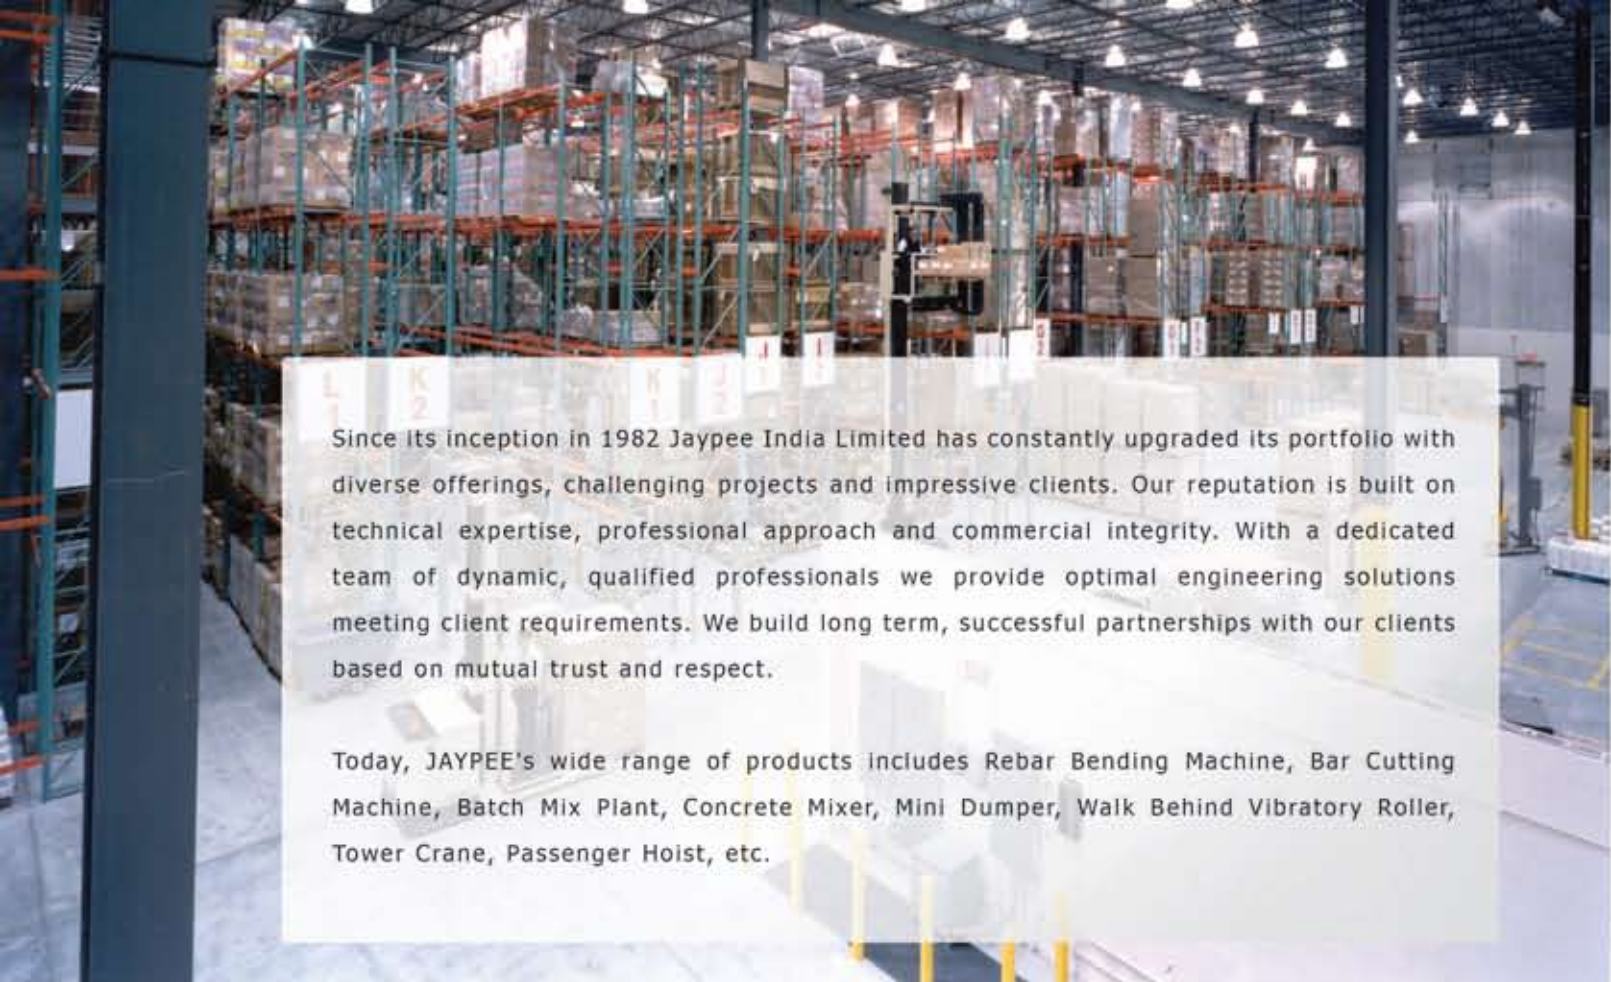 L
1
K
2
K
1
J
2
Since its inception in 1982 Jaypee India Limited has constantly upgraded its portfolio with
diverse offerings, challenging projects and impressive clients. Our reputation is built on
technical expertise, professional approach and commercial integrity. With a dedicated
team of dynamic, qualified professionals we provide optimal engineering solutions
meeting client requirements. We build long term, successful partnerships with our clients
based on mutual trust and respect.
Today, JAYPEE's wide range of products includes Rebar Bending Machine, Bar Cutting
Machine, Batch Mix Plant, Concrete Mixer, Mini Dumper, Walk Behind Vibratory Roller,
Tower Crane, Passenger Hoist, etc.